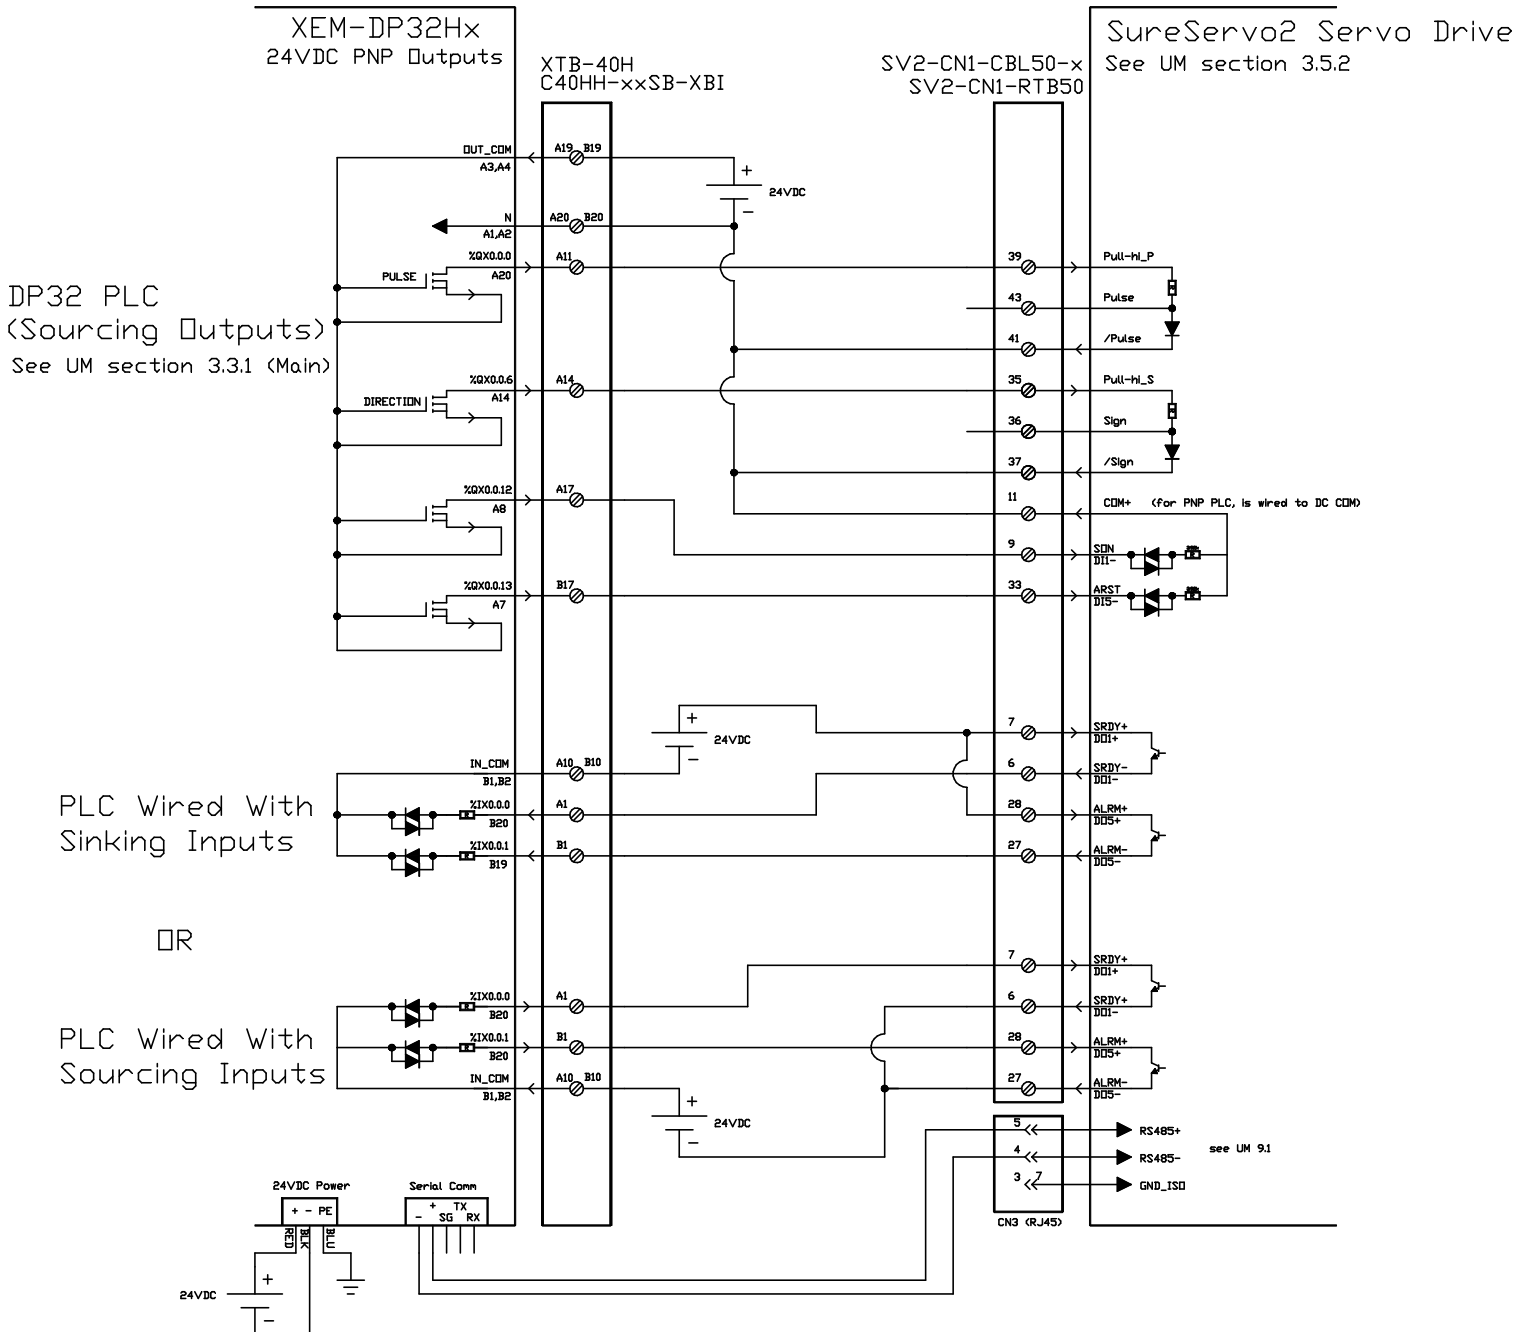 XEM-DP32Hx
24VDC PNP Outputs
XTB-40H
C40HH-xxSB-XBI
SV2-CN1-CBL50-x
SV2-CN1-RTB50
SureServo2 Servo Drive
See UM section 3.5.2
OUT_COM
A3,A4
A19 B19
+
24VDC
-
N
A1,A2
A20 B20
DP32 PLC
(Sourcing Outputs)
See UM section 3.3.1 (Main)
PULSE
%QX0.0.0
A20
A11
39
Pull-hi_P
43
Pulse
41
/Pulse
DIRECTION
%QX0.0.6
A14
A14
35
Pull-hi_S
36
Sign
37
/Sign
%QX0.0.12
A8
A17
11
COM+ (for PNP PLC, is wired to DC COM)
9
SON
DI1-
%QX0.0.13
A7
B17
33
ARST
DI5-
PLC Wired With
Sinking Inputs
+
24VDC
-
IN_COM
B1,B2
A10 B10
%IX0.0.0
B20
A1
%IX0.0.1
B19
B1
7
SRDY+
DO1+
6
SRDY-
DO1-
28
ALRM+
DO5+
27
ALRM-
DO5-
OR
PLC Wired With
Sourcing Inputs
%IX0.0.0
B20
A1
%IX0.0.1
B20
B1
IN_COM
B1,B2
A10 B10
+
24VDC
-
7
SRDY+
DO1+
6
SRDY+
DO1-
28
ALRM+
DO5+
27
ALRM-
DO5-
5
RS485+
4
RS485-
see UM 9.1
3 7
GND_ISO
CN3 (RJ45)
24VDC Power
+ - PE
RED
BLK
BLU
Serial Comm
- + SG TX RX
+
24VDC
-